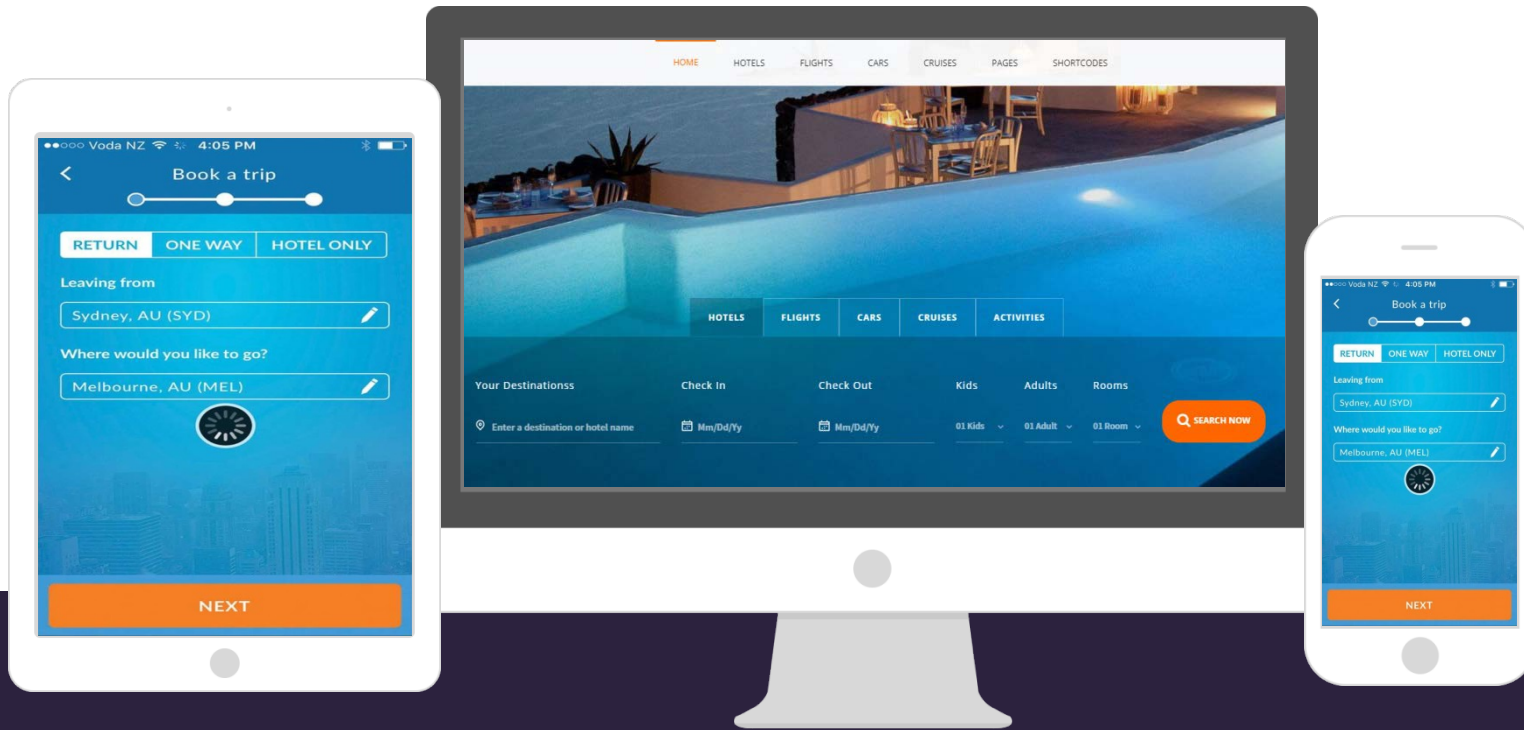 Voda NZ 4:05 PM
Book a trip
RETURN ONE WAY HOTEL ONLY
Leaving from
Sydney, AU (SYD)
Where would you like to go?
Melbourne, AU (MEL)
NEXT
HOME HOTELS FLIGHTS CARS CRUISES PAGES SHORTCODES
HOTELS FLIGHTS CARS CRUISES ACTIVITIES
Your Destinationss Check In Check Out Kids Adults Rooms
Enter a destination or hotel name Mm/Dd/Yy Mm/Dd/Yy 01 Kids 01 Adult 01 Room
SEARCH NOW
Voda NZ 4:05 PM
Book a trip
RETURN ONE WAY HOTEL ONLY
Leaving from
Sydney, AU (SYD)
Where would you like to go?
Melbourne, AU (MEL)
NEXT